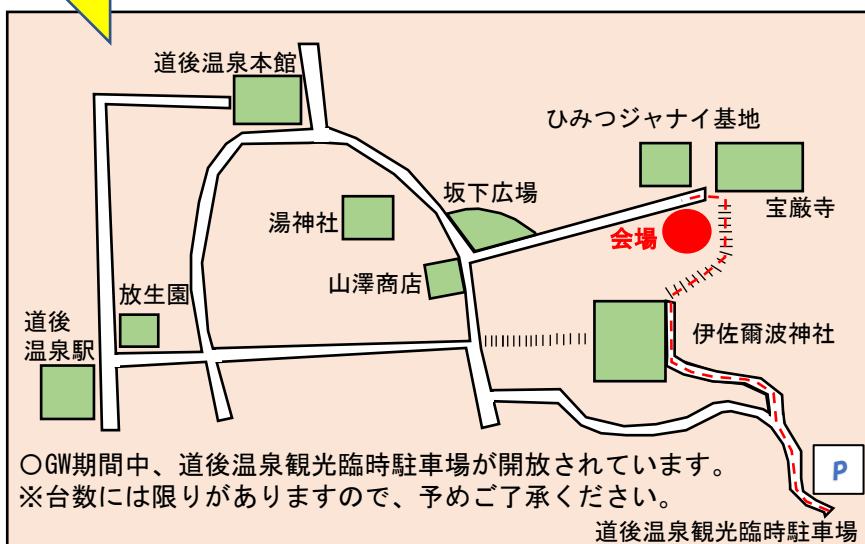 道後温泉本館
ひみつジャナイ基地
坂下広場
湯神社
宝厳寺
会場
山澤商店
放生園
道後
温泉駅
伊佐爾波神社
○GW期間中、道後温泉観光臨時駐車場が開放されています。
※台数には限りがありますので、予めご了承ください。
P
道後温泉観光臨時駐車場